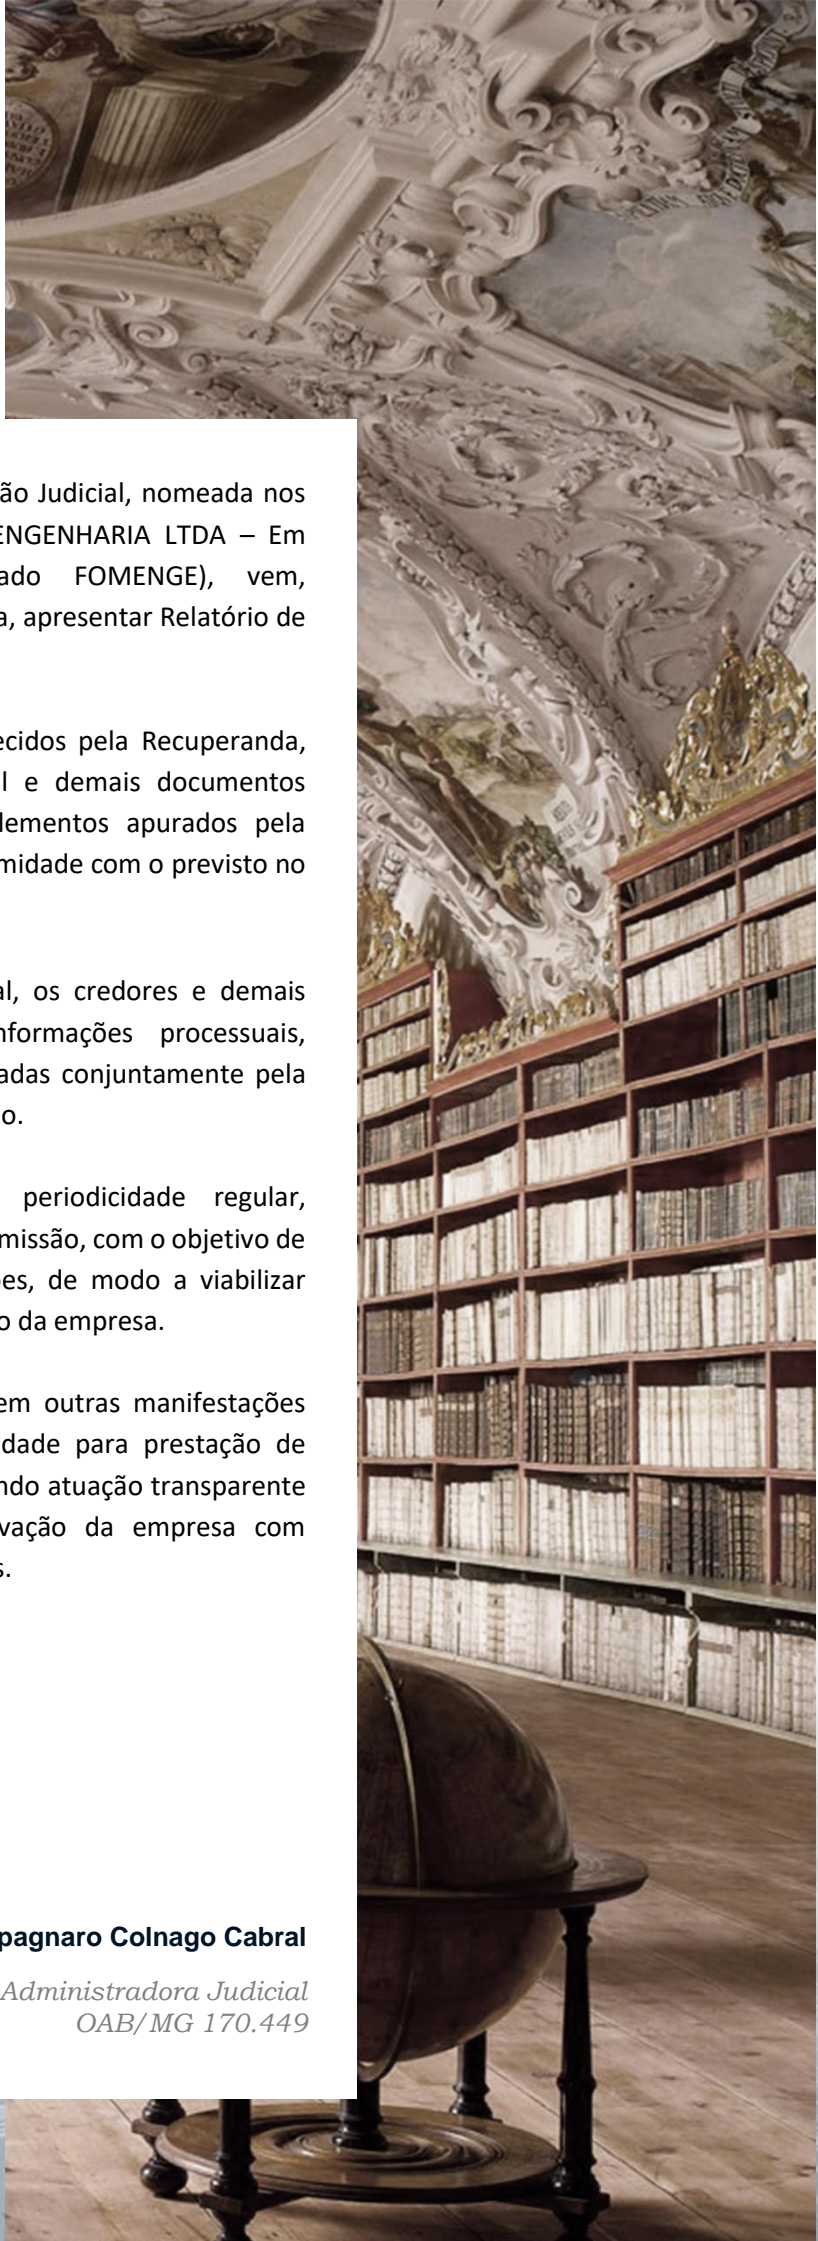 ão Judicial, nomeada nos
ENGENHARIA LTDA – Em
ado FOMENGE), vem,
a, apresentar Relatório de
ecidos pela Recuperanda,
l e demais documentos
lementos apurados pela
midade com o previsto no
al, os credores e demais
nformações processuais,
adas conjuntamente pela
o.
periodicidade regular,
missão, com o objetivo de
es, de modo a viabilizar
o da empresa.
em outras manifestações
dade para prestação de
ndo atuação transparente
vação da empresa com
s.
pagnaro Colnago Cabral
Administradora Judicial
OAB/MG 170.449